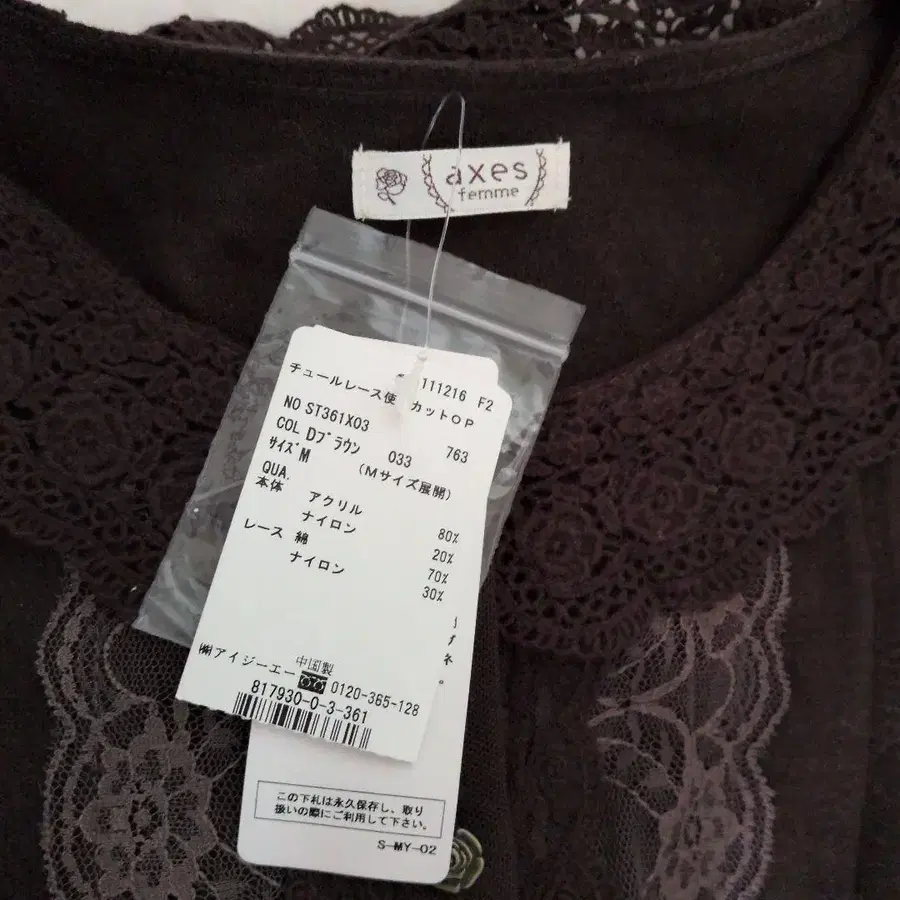 axes
femme
111216 F2
チュールレース使 カットOP
NO ST361X03 763
COL Dブラウン 033
サイズ M (Mサイズ展開)
QUA.
本体 アクリル 80%
ナイロン 20%
レース 綿 70%
ナイロン 30%
㈱アイジーエー 中国製
0120-365-128
817930-0-3-361
この下札は永久保存し、取り
扱いの際にご利用して下さい。
S-MY-02